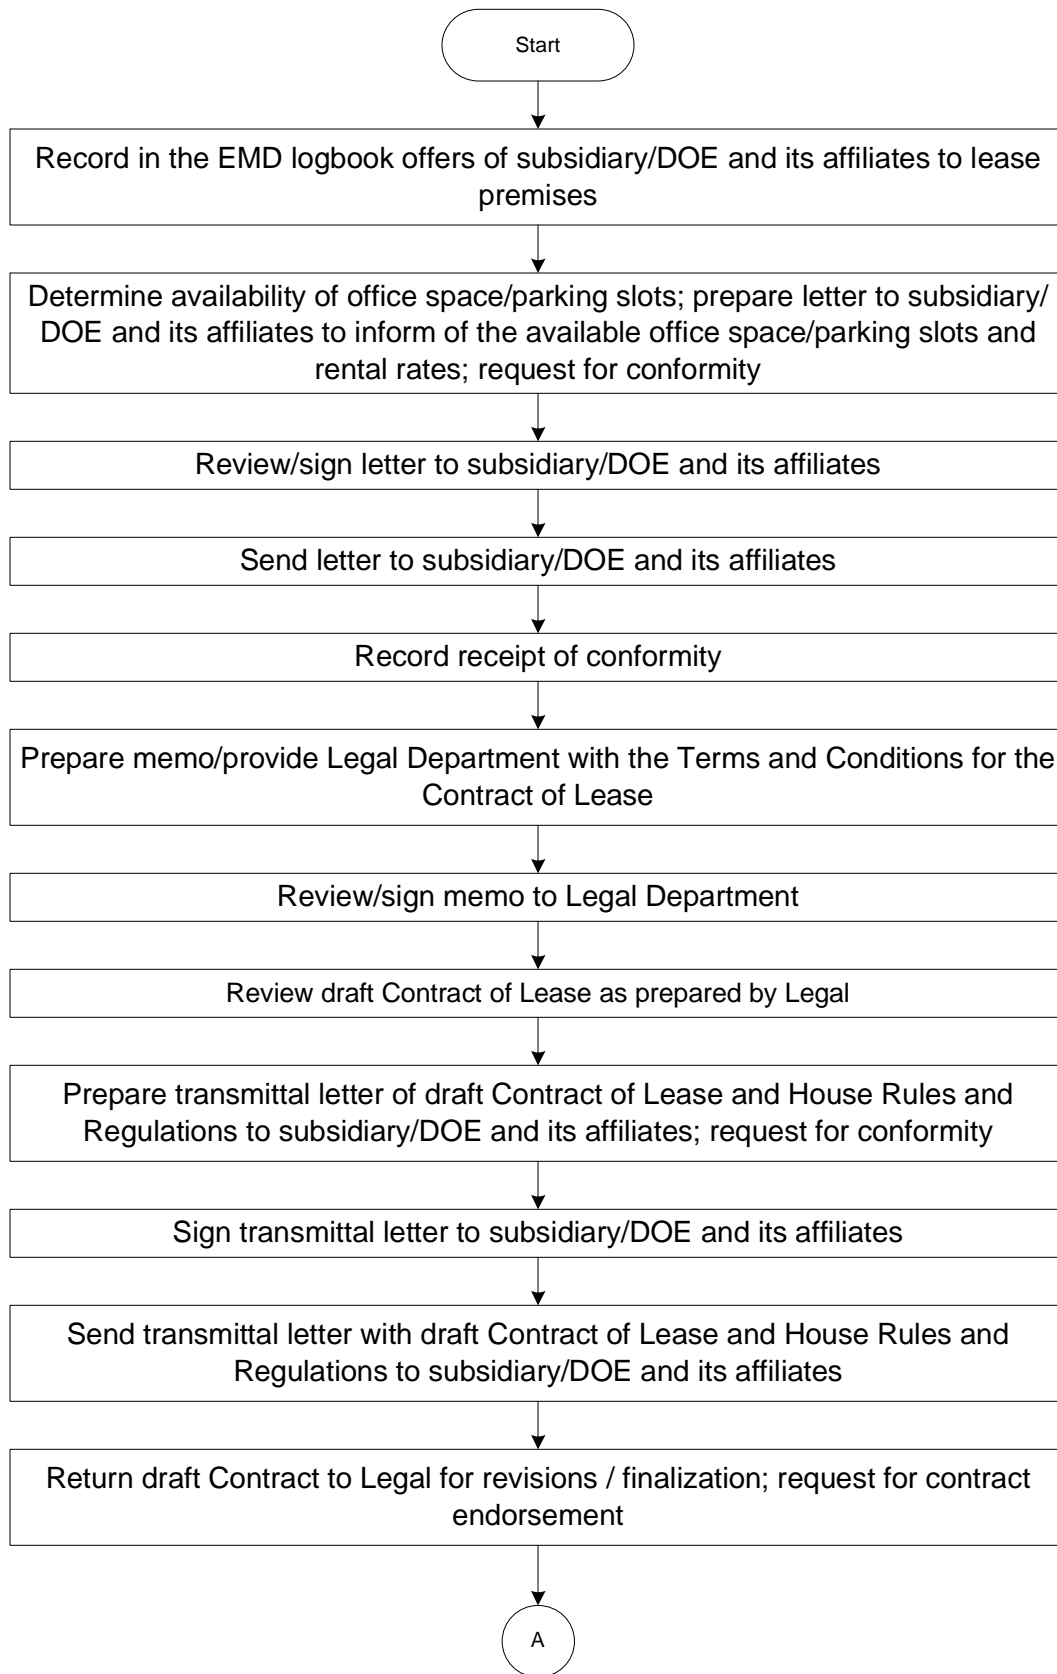 Start
Record in the EMD logbook offers of subsidiary/DOE and its affiliates to lease
premises
Determine availability of office space/parking slots; prepare letter to subsidiary/
DOE and its affiliates to inform of the available office space/parking slots and
rental rates; request for conformity
Review/sign letter to subsidiary/DOE and its affiliates
Send letter to subsidiary/DOE and its affiliates
Record receipt of conformity
Prepare memo/provide Legal Department with the Terms and Conditions for the
Contract of Lease
Review/sign memo to Legal Department
Review draft Contract of Lease as prepared by Legal
Prepare transmittal letter of draft Contract of Lease and House Rules and
Regulations to subsidiary/DOE and its affiliates; request for conformity
Sign transmittal letter to subsidiary/DOE and its affiliates
Send transmittal letter with draft Contract of Lease and House Rules and
Regulations to subsidiary/DOE and its affiliates
Return draft Contract to Legal for revisions / finalization; request for contract
endorsement
A